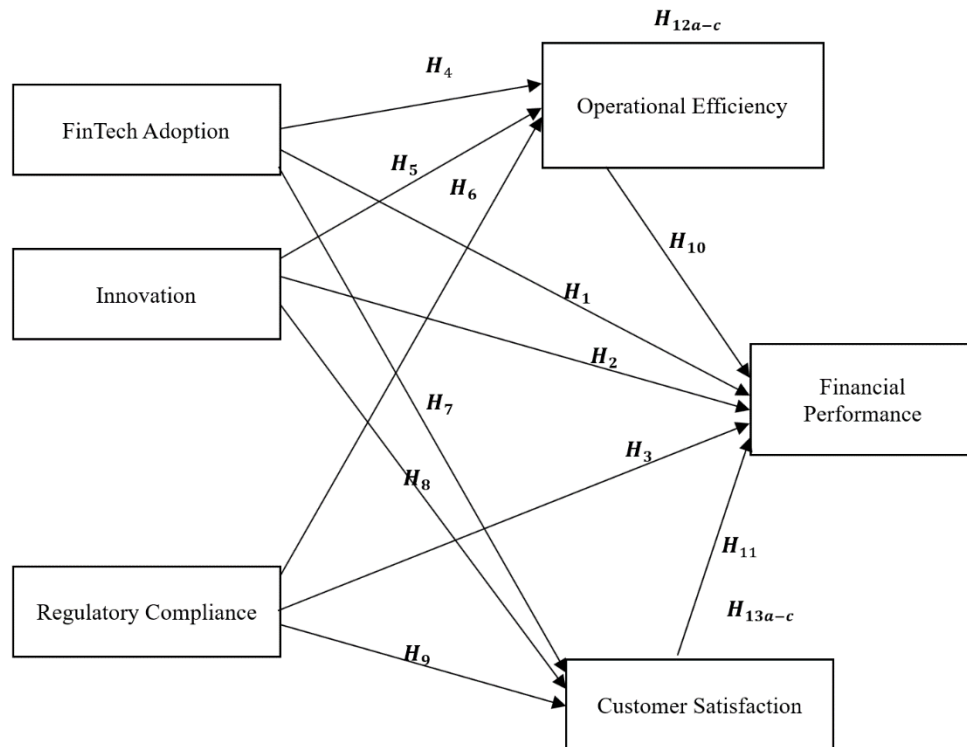 H12a−c
H4
Operational Efficiency
FinTech Adoption
H5
H6
H10
Innovation
H1
H2
Financial
Performance
H7
H3
H8
H11
Regulatory Compliance
H13a−c
H9
Customer Satisfaction